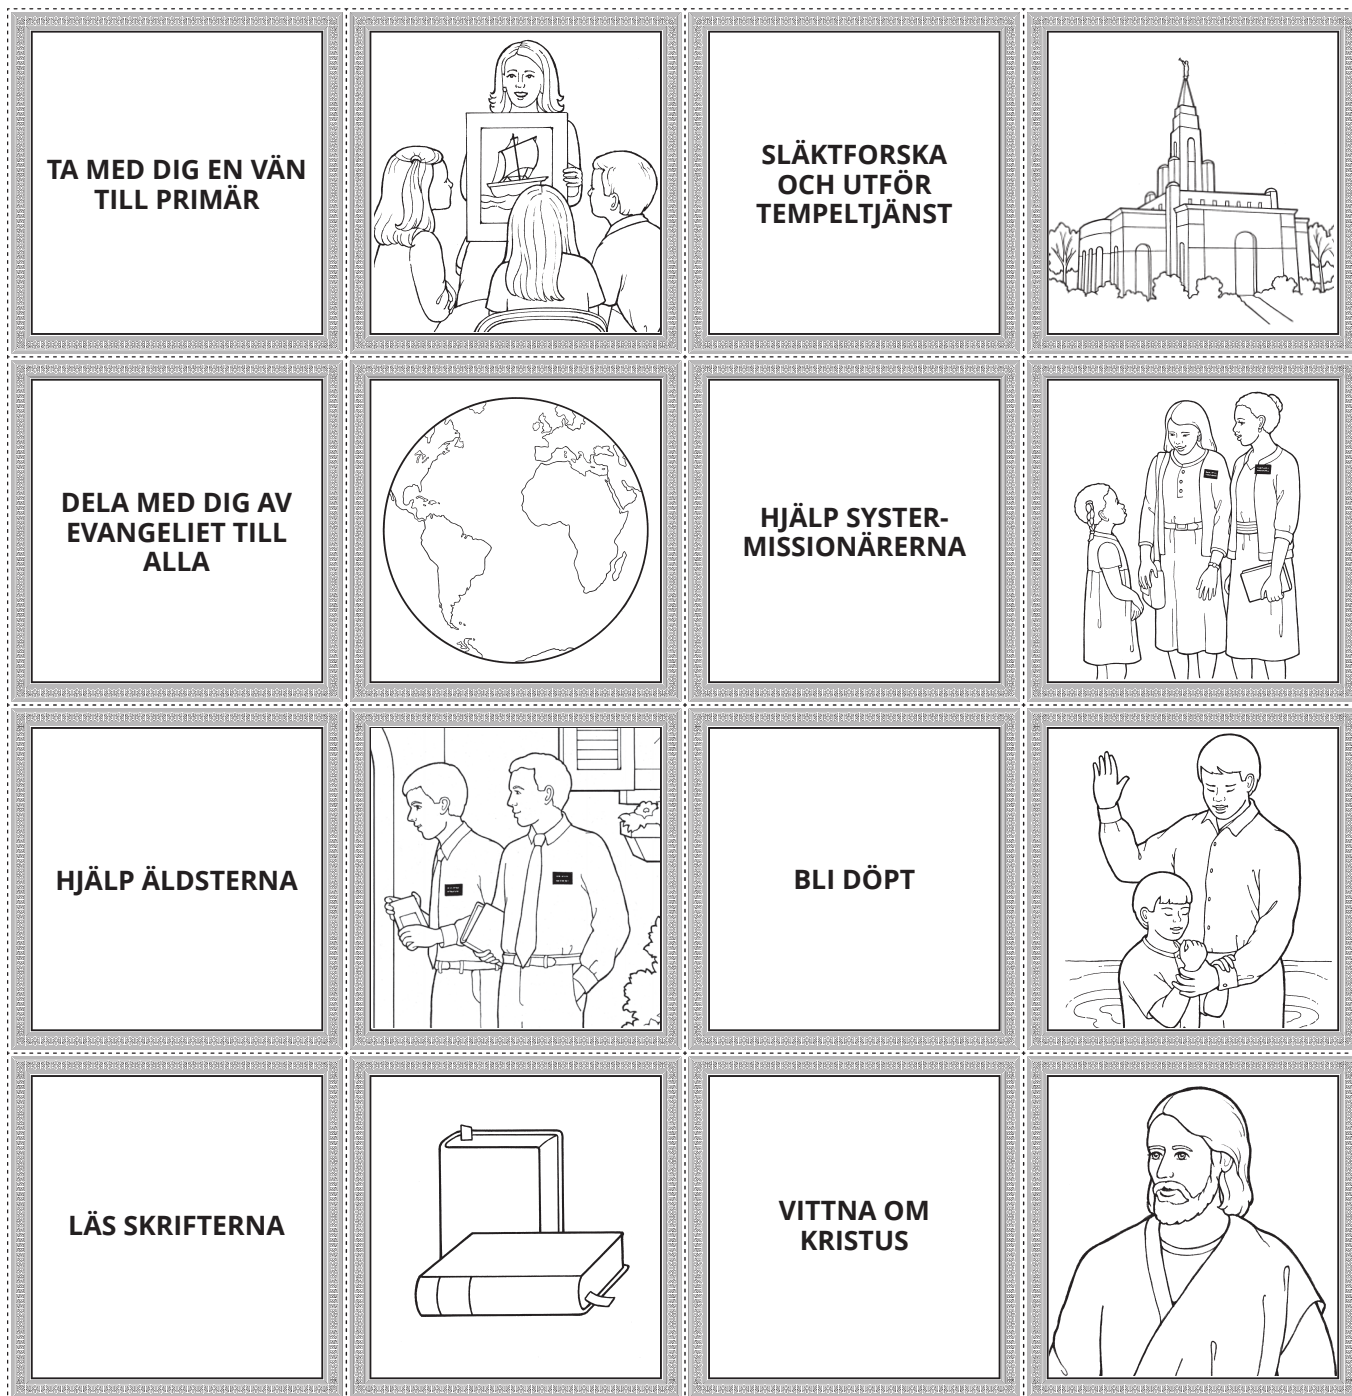 TA MED DIG EN VÄN
TILL PRIMÄR
SLÄKTFORSKA
OCH UTFÖR
TEMPELTJÄNST
DELA MED DIG AV
EVANGELIET TILL
ALLA
HJÄLP SYSTER-
MISSIONÄRERNA
HJÄLP ÄLDSTERNA
BLI DÖPT
LÄS SKRIFTERNA
VITTNA OM
KRISTUS